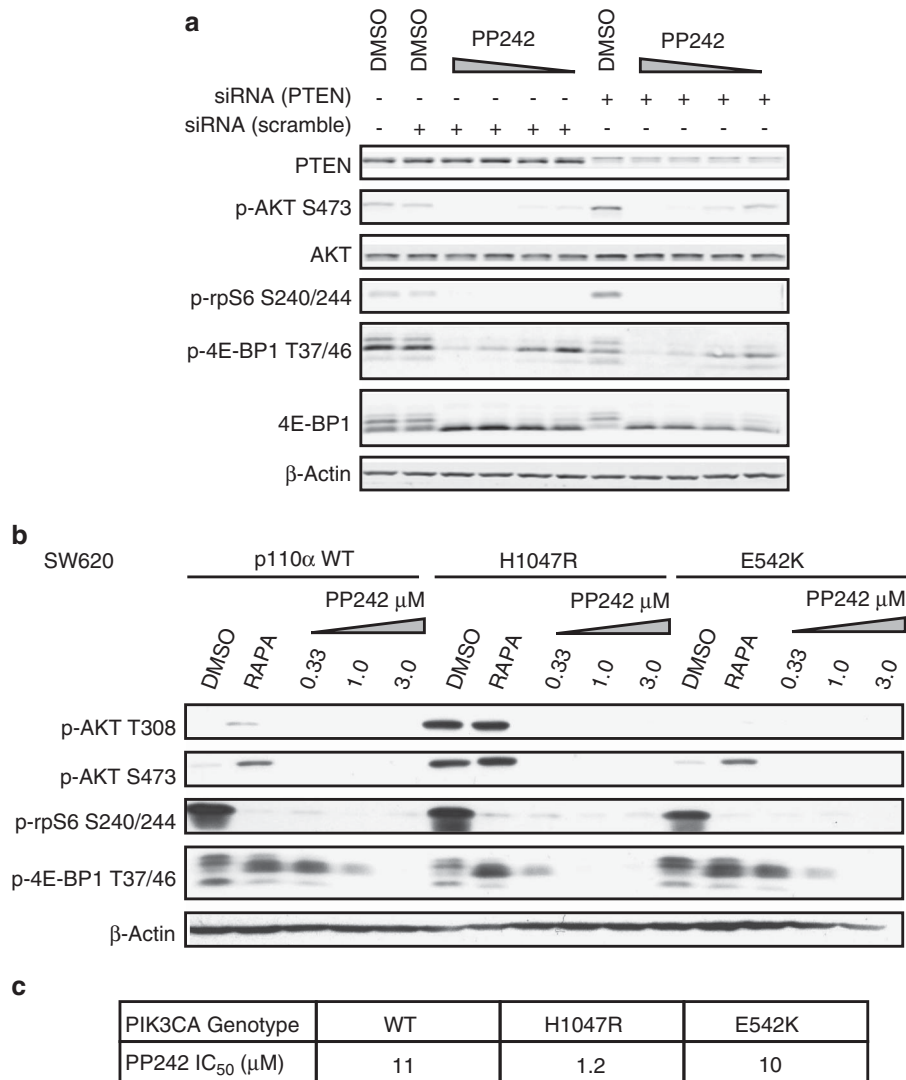 a
DMSO DMSO PP242 DMSO PP242
siRNA (PTEN) - - - - - - + + + + +
siRNA (scramble) - + + + + + - - - - -
PTEN
p-AKT S473
AKT
p-rpS6 S240/244
p-4E-BP1 T37/46
4E-BP1
β-Actin
b
SW620 p110α WT H1047R E542K
PP242 μM PP242 μM PP242 μM
DMSO RAPA 0.33 1.0 3.0 DMSO RAPA 0.33 1.0 3.0 DMSO RAPA 0.33 1.0 3.0
p-AKT T308
p-AKT S473
p-rpS6 S240/244
p-4E-BP1 T37/46
β-Actin
c
PIK3CA Genotype WT H1047R E542K
PP242 IC50 (μM) 11 1.2 10